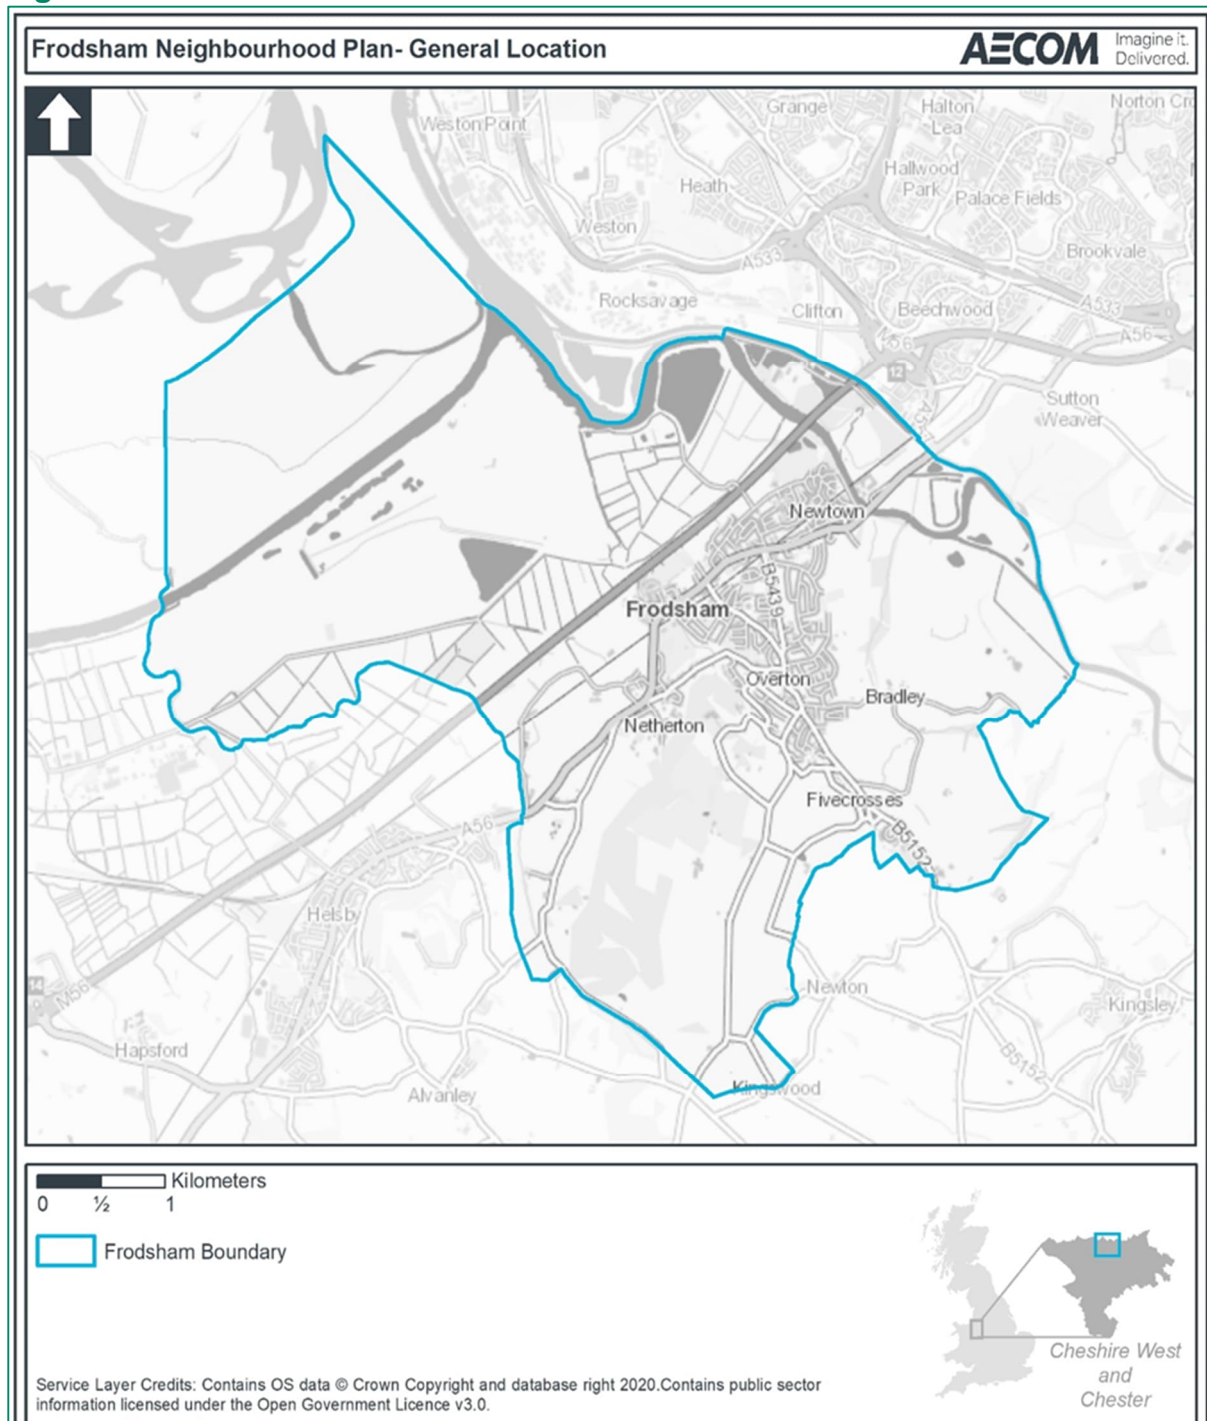 Frodsham Neighbourhood Plan- General Location
AECOM
Imagine it.
Delivered.
Weston Point
Grange
Halton
Lea
Heath
Hallwood
Park
Palace Fields
Weston
Brookvale
A533
Rocksavage
Clifton
Beechwood
A533
A56
12
Sutton
Weaver
Newtown
B5439
Frodsham
Overton
Bradley
Netherton
Fivecrosses
B5152
A56
Helsby
14
M56
Newton
Kingsley
Hapsford
B5152
Alvanley
Kingswood
Kilometers
0 ½ 1
Frodsham Boundary
Cheshire West
and
Chester
Service Layer Credits: Contains OS data © Crown Copyright and database right 2020.Contains public sector
information licensed under the Open Government Licence v3.0.